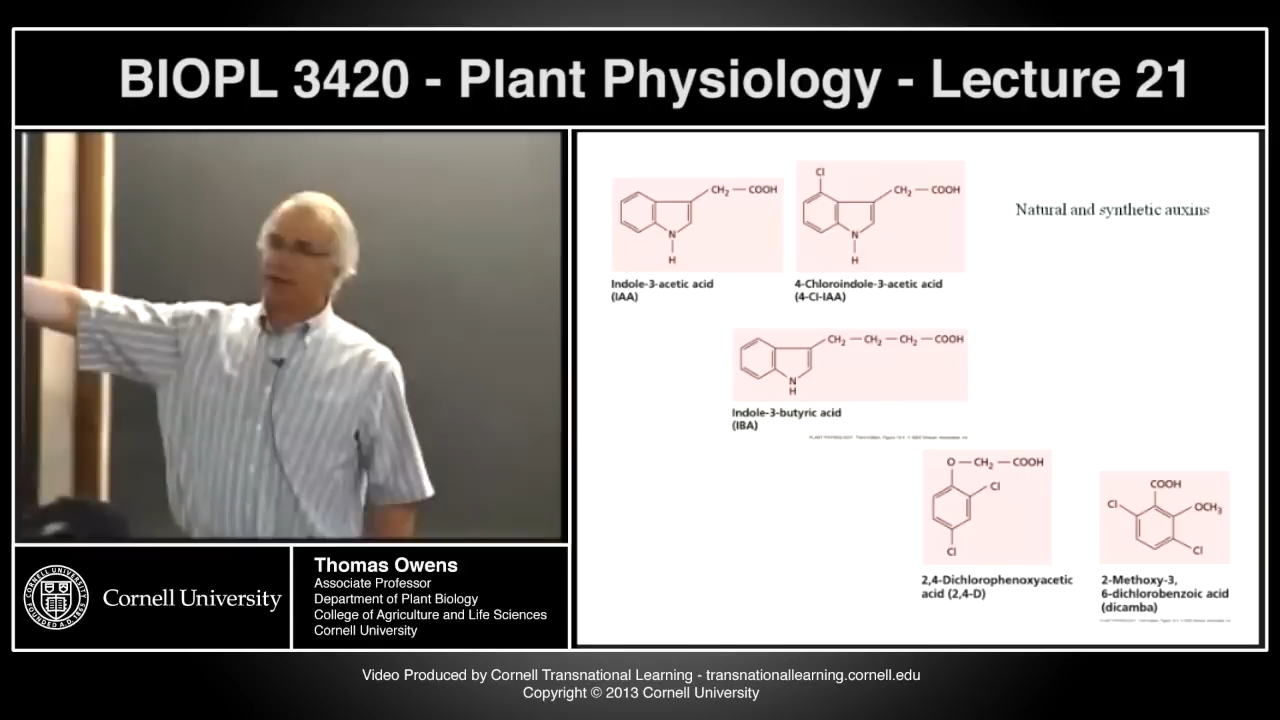 BIOPL 3420 - Plant Physiology - Lecture 21
CH₂ — COOH
N
H
Indole-3-acetic acid
(IAA)
Cl
CH₂ — COOH
N
H
4-Chloroindole-3-acetic acid
(4-Cl-IAA)
Natural and synthetic auxins
CH₂ — CH₂ — CH₂ — COOH
N
H
Indole-3-butyric acid
(IBA)
O — CH₂ — COOH
Cl
Cl
2,4-Dichlorophenoxyacetic
acid (2,4-D)
COOH
Cl
OCH₃
Cl
2-Methoxy-3,
6-dichlorobenzoic acid
(dicamba)
Cornell University
Thomas Owens
Associate Professor
Department of Plant Biology
College of Agriculture and Life Sciences
Cornell University
Video Produced by Cornell Transnational Learning - transnationallearning.cornell.edu
Copyright © 2013 Cornell University